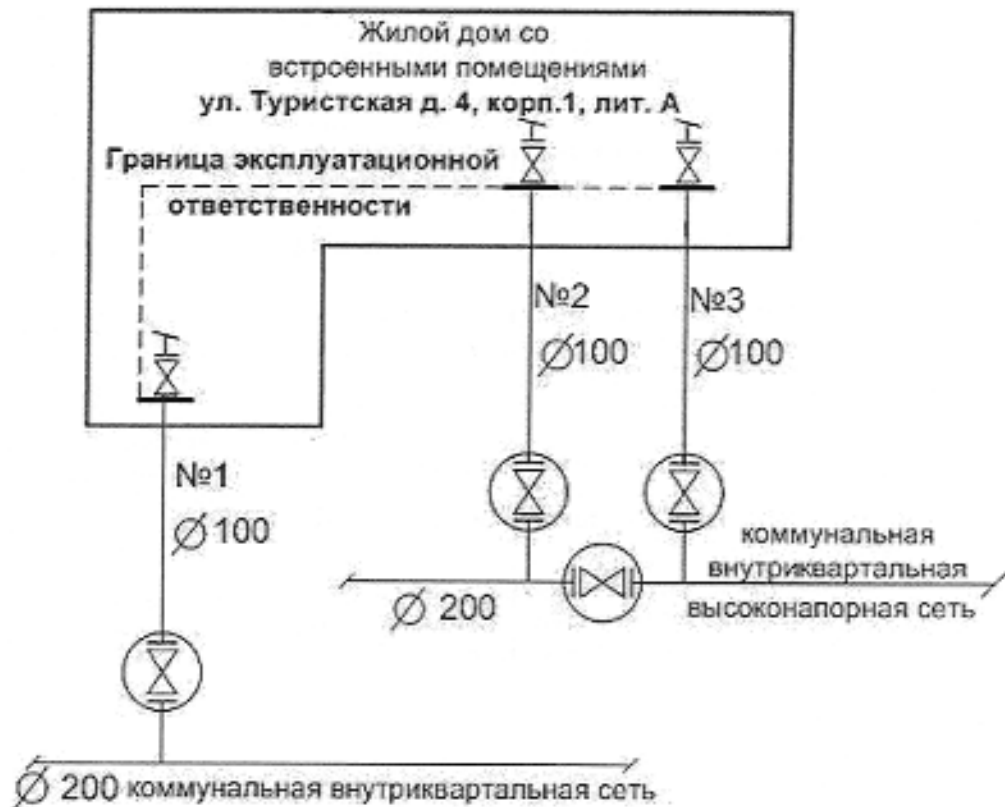 Жилой дом со
встроенными помещениями
ул. Туристская д. 4, корп.1, лит. А
Граница эксплуатационной
ответственности
№2
№3
Ø100
Ø100
№1
Ø100
коммунальная
внутриквартальная
Ø 200
высоконапорная сеть
Ø 200 коммунальная внутриквартальная сеть